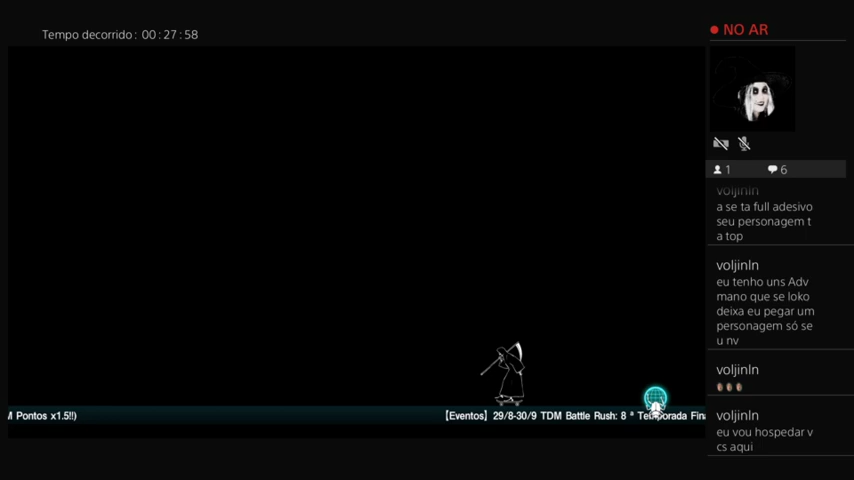 Tempo decorrido: 00:27:58
NO AR
1
6
voljinln
a se ta full adesivo
seu personagem t
a top
voljinln
eu tenho uns Adv
mano que se loko
deixa eu pegar um
personagem só se
u nv
voljinln
voljinln
eu vou hospedar v
cs aqui
M Pontos x1.5!!)
【Eventos】 29/8-30/9 TDM Battle Rush: 8 ª Temporada Fina